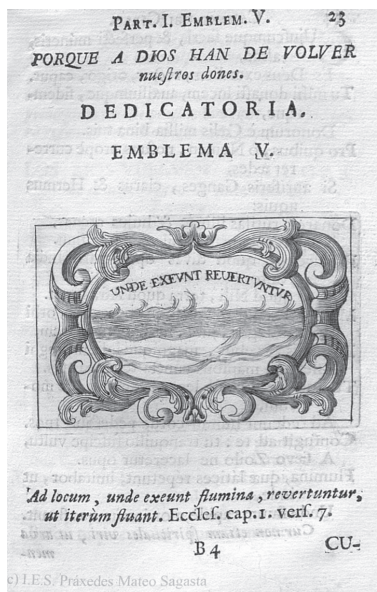 PART. I. EMBLEM. V. 23
PORQUE A DIOS HAN DE VOLVER
nueſtros dones.
DEDICATORIA.
EMBLEMA V.
UNDE EXEUNT REUERTUNTUR
Ad locum, unde exeunt flumina, revertuntur,
ut iterùm fluant. Eccleſ. cap. 1. verſ. 7.
B 4 CU-
(c) I.E.S. Práxedes Mateo Sagasta